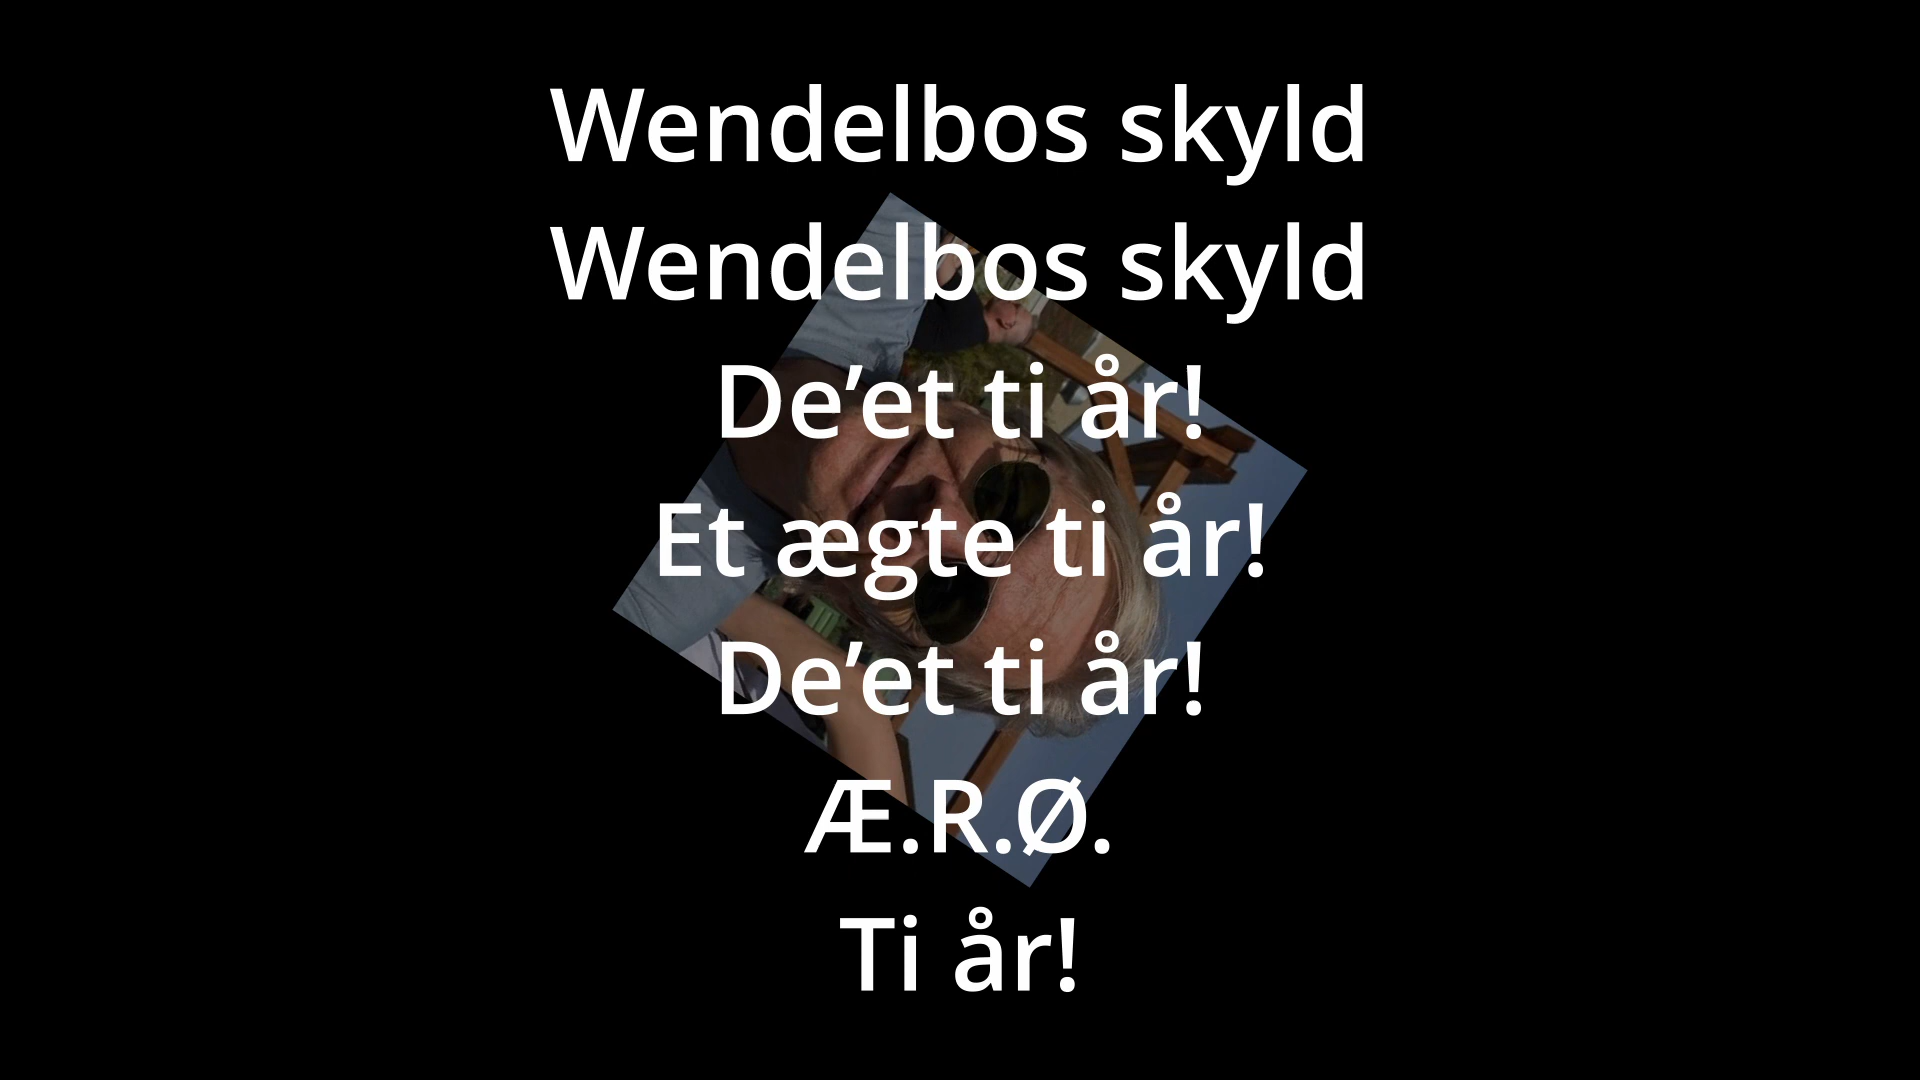 Wendelbos skyld
Wendelbos skyld
De’et ti år!
Et ægte ti år!
De’et ti år!
Æ.R.Ø.
Ti år!